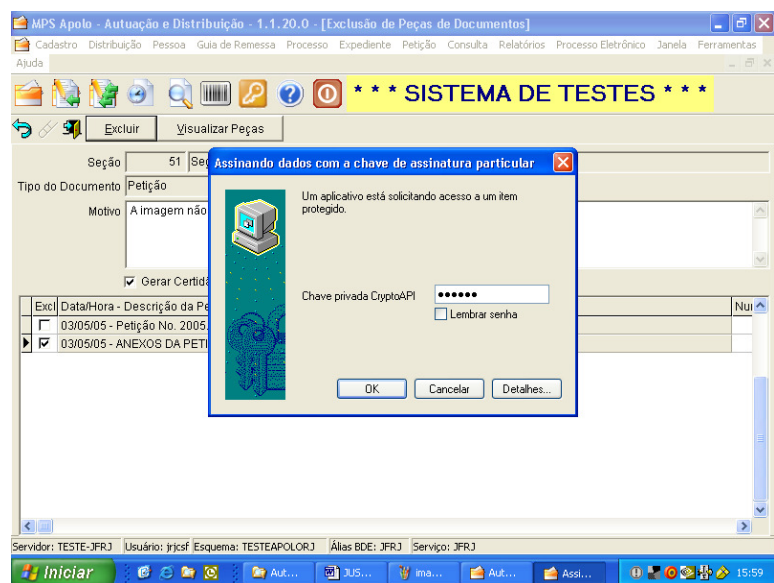 MPS Apolo - Autuação e Distribuição - 1.1.20.0 - [Exclusão de Peças de Documentos]
Cadastro Distribuição Pessoa Guia de Remessa Processo Expediente Petição Consulta Relatórios Processo Eletrônico Janela Ferramentas
Ajuda
* * * SISTEMA DE TESTES * * *
Excluir Visualizar Peças
Seção 51
Assinando dados com a chave de assinatura particular
Tipo do Documento Petição
Um aplicativo está solicitando acesso a um item
protegido.
Motivo A imagem não
Gerar Certid
Chave privada CryptoAPI ••••••
Lembrar senha
Excl Data/Hora - Descrição da Pe
03/05/05 - Petição No. 2005.
03/05/05 - ANEXOS DA PETI
OK Cancelar Detalhes...
Servidor: TESTE-JFRJ Usuário: jrjcsf Esquema: TESTEAPOLORJ Álias BDE: JFRJ Serviço: JFRJ
Iniciar Aut... JUS... ima... Aut... Assi... 15:59